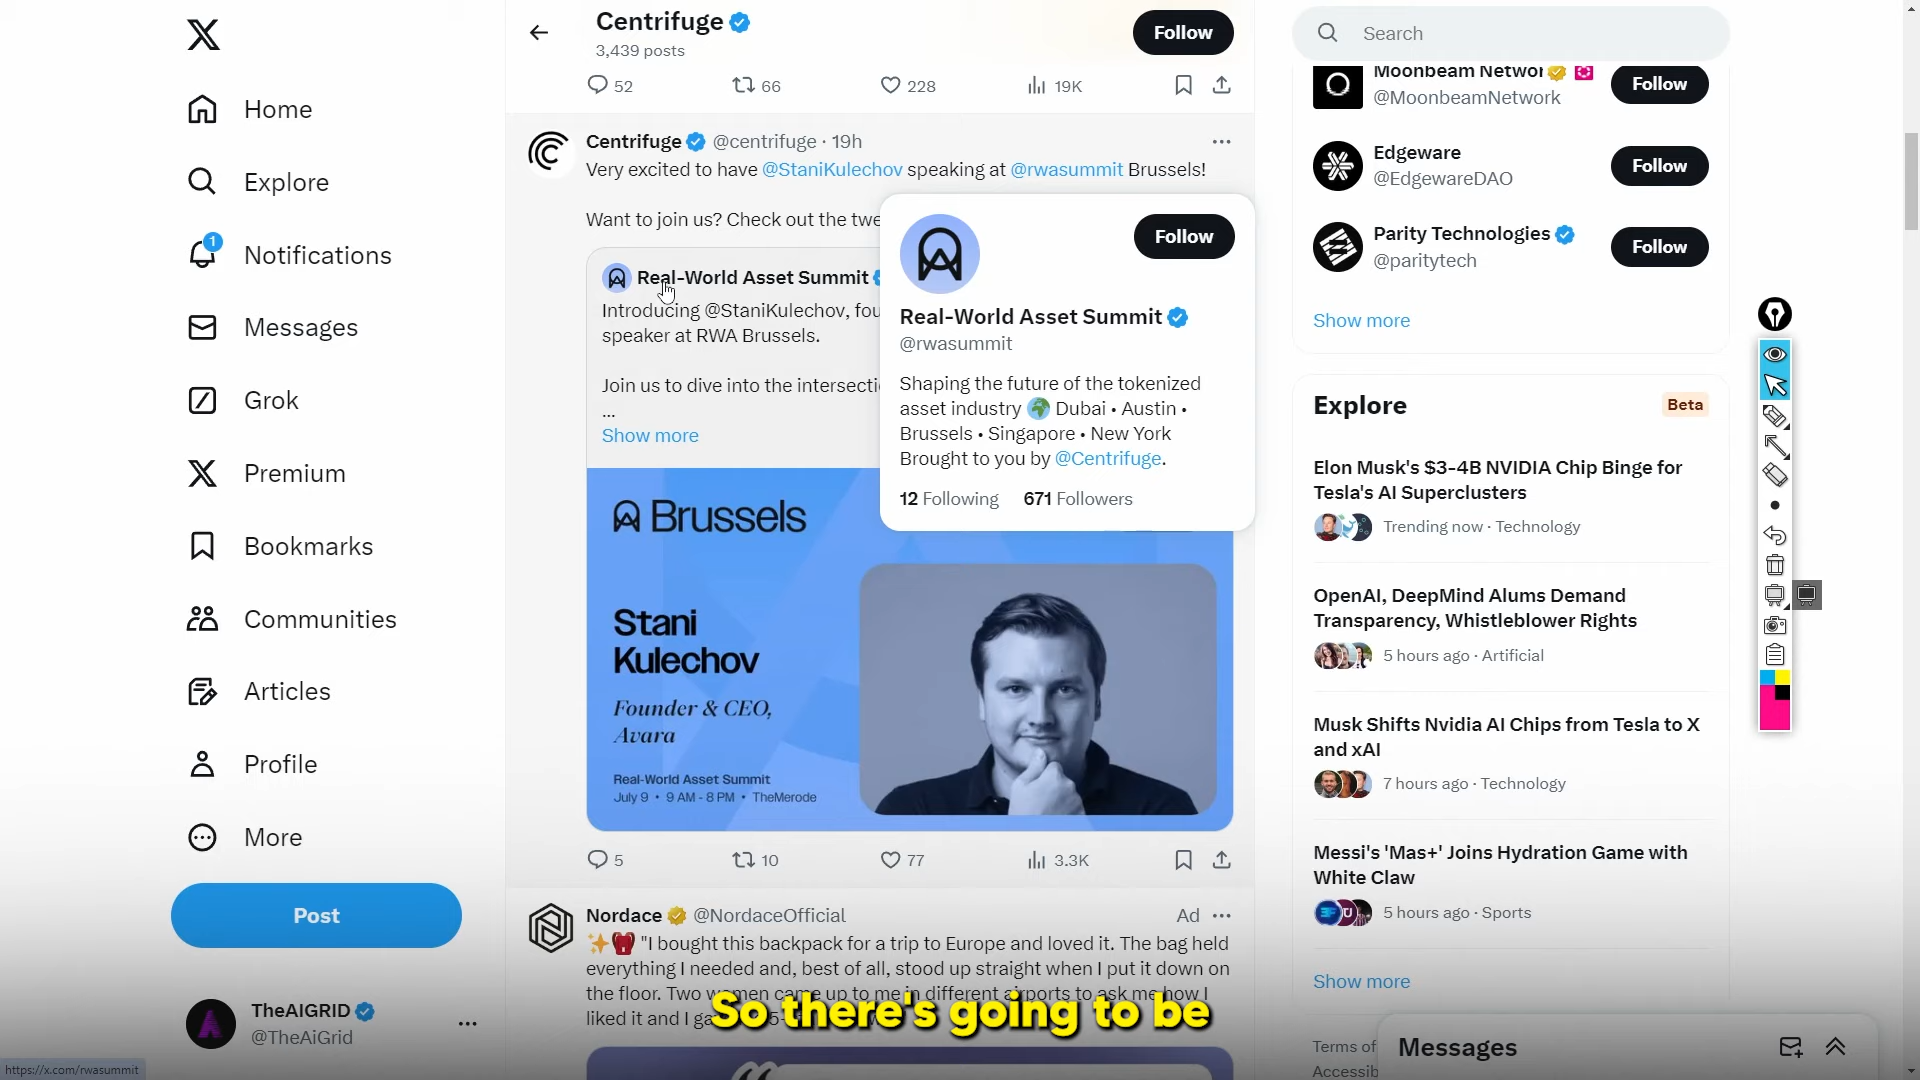 Home
Explore
1
Notifications
Messages
Grok
Premium
Bookmarks
Communities
Articles
Profile
More
Post
TheAIGRID
@TheAiGrid
https://x.com/rwasummit
Centrifuge
3,439 posts
Follow
52 66 228 19K
Centrifuge @centrifuge · 19h
Very excited to have @StaniKulechov speaking at @rwasummit Brussels!
Want to join us? Check out the twe
Real-World Asset Summit
Introducing @StaniKulechov, fou
speaker at RWA Brussels.
Join us to dive into the intersecti
...
Show more
Follow
Real-World Asset Summit
@rwasummit
Shaping the future of the tokenized
asset industry 🌍 Dubai • Austin •
Brussels • Singapore • New York
Brought to you by @Centrifuge.
12 Following 671 Followers
Brussels
Stani
Kulechov
Founder & CEO,
Avara
Real-World Asset Summit
July 9 • 9 AM - 8 PM • TheMerode
5 10 77 3.3K
Nordace @NordaceOfficial Ad
✨🎒 "I bought this backpack for a trip to Europe and loved it. The bag held
everything I needed and, best of all, stood up straight when I put it down on
the floor. Two women came up to me in different airports to ask me how I
liked it and I ga
So there's going to be
Search
Moonbeam Networ
@MoonbeamNetwork
Follow
Edgeware
@EdgewareDAO
Follow
Parity Technologies
@paritytech
Follow
Show more
Explore Beta
Elon Musk's $3-4B NVIDIA Chip Binge for
Tesla's AI Superclusters
Trending now · Technology
OpenAI, DeepMind Alums Demand
Transparency, Whistleblower Rights
5 hours ago · Artificial
Musk Shifts Nvidia AI Chips from Tesla to X
and xAI
7 hours ago · Technology
Messi's 'Mas+' Joins Hydration Game with
White Claw
5 hours ago · Sports
Show more
Terms of
Accessib
Messages